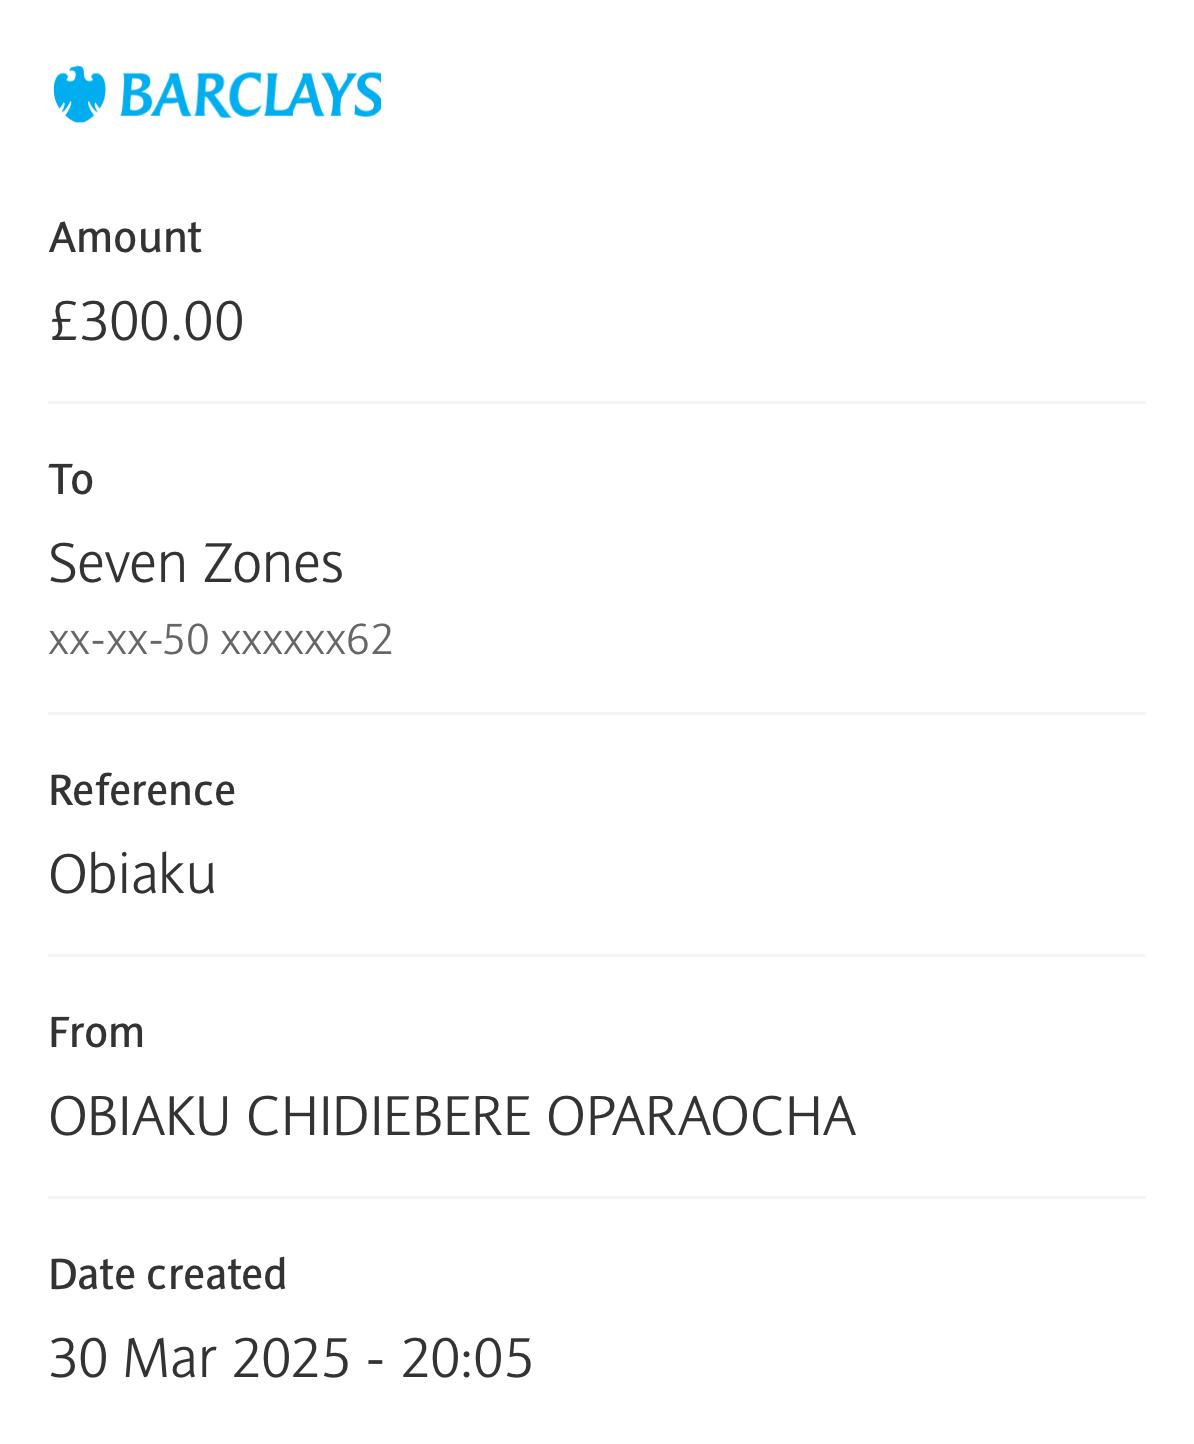 BARCLAYS
Amount
£300.00
To
Seven Zones
xx-xx-50 xxxxxx62
Reference
Obiaku
From
OBIAKU CHIDIEBERE OPARAOCHA
Date created
30 Mar 2025 - 20:05